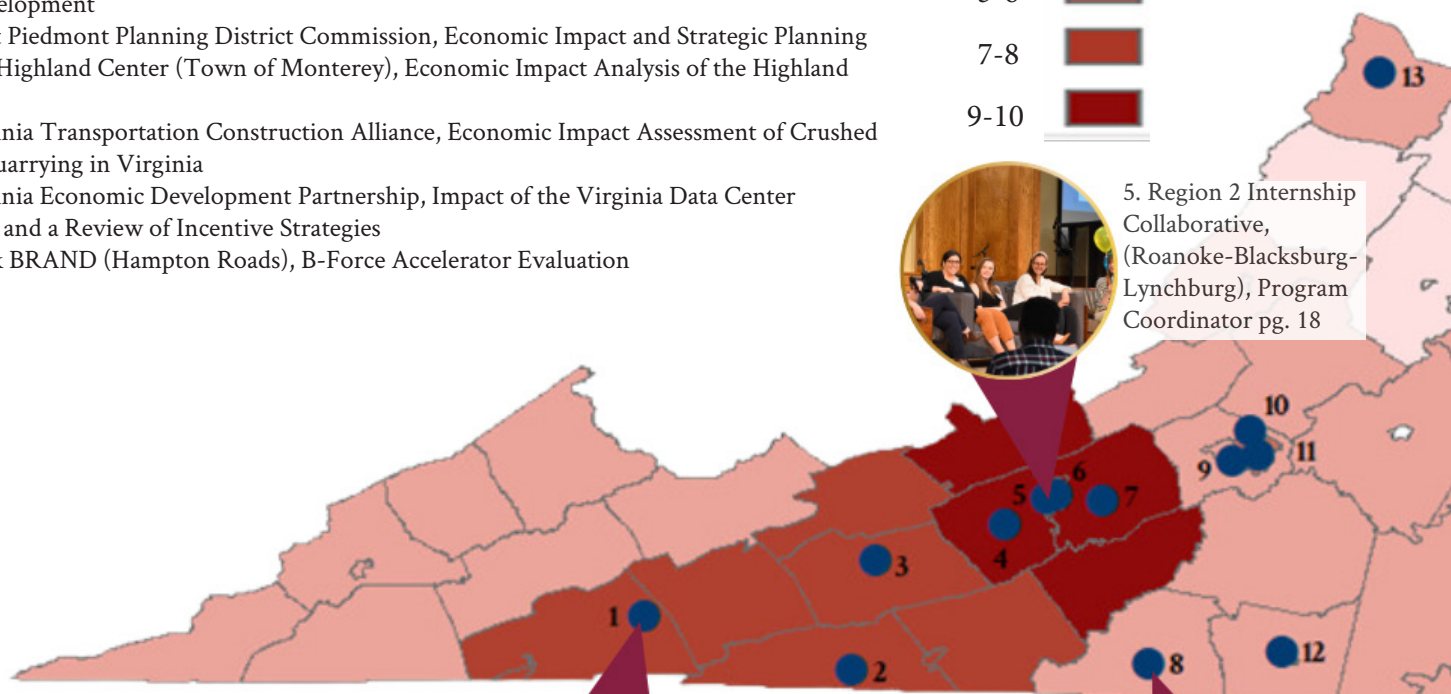 elopment
Piedmont Planning District Commission, Economic Impact and Strategic Planning
Highland Center (Town of Monterey), Economic Impact Analysis of the Highland
nia Transportation Construction Alliance, Economic Impact Assessment of Crushed
uarrying in Virginia
nia Economic Development Partnership, Impact of the Virginia Data Center
and a Review of Incentive Strategies
BRAND (Hampton Roads), B-Force Accelerator Evaluation
7-8
9-10
5. Region 2 Internship
Collaborative,
(Roanoke-Blacksburg-
Lynchburg), Program
Coordinator pg. 18
13
10
11
9
6
5
7
4
3
1
2
8
12